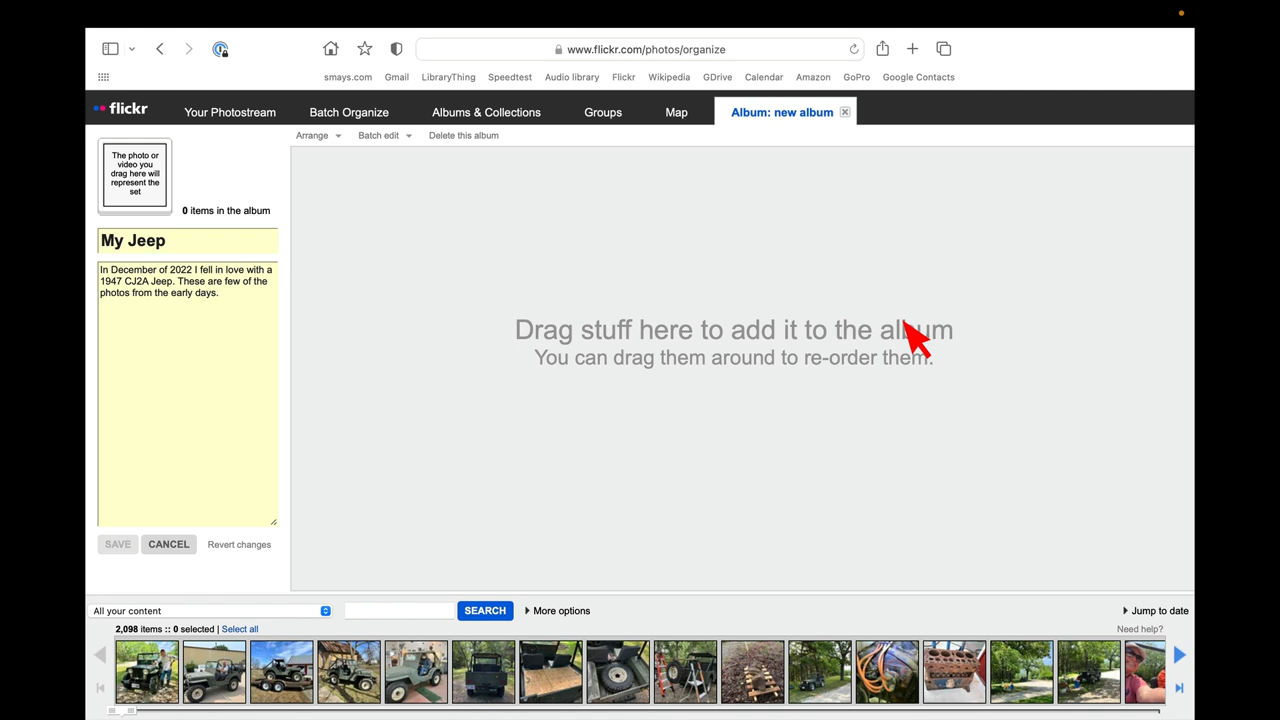 www.flickr.com/photos/organize
smays.com Gmail LibraryThing Speedtest Audio library Flickr Wikipedia GDrive Calendar Amazon GoPro Google Contacts
flickr Your Photostream Batch Organize Albums & Collections Groups Map Album: new album
Arrange Batch edit Delete this album
The photo or
video you
drag here will
represent the
set
0 items in the album
My Jeep
In December of 2022 I fell in love with a
1947 CJ2A Jeep. These are few of the
photos from the early days.
SAVE CANCEL Revert changes
Drag stuff here to add it to the album
You can drag them around to re-order them.
All your content SEARCH More options Jump to date
2,098 items :: 0 selected | Select all Need help?